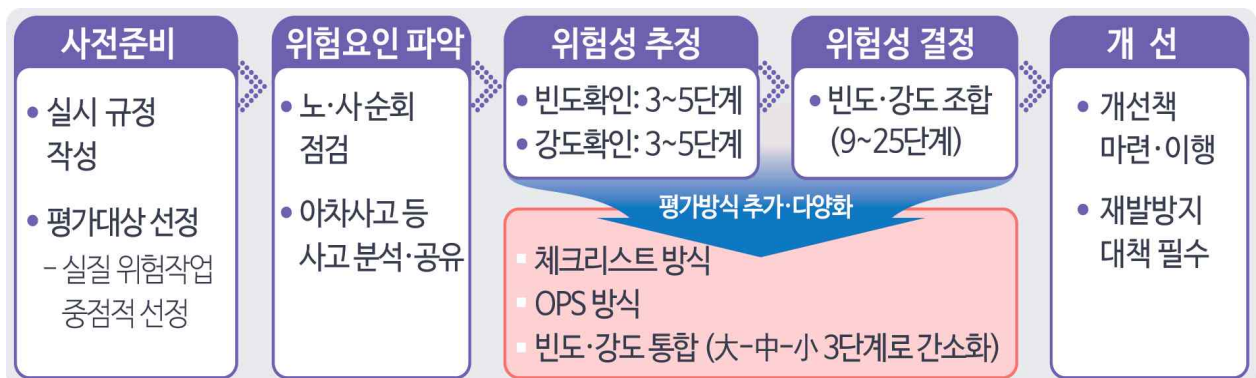 사전준비
• 실시 규정
작성
• 평가대상 선정
- 실질 위험작업
중점적 선정
위험요인 파악
• 노·사 순회
점검
• 아차사고 등
사고 분석·공유
위험성 추정
• 빈도확인: 3~5단계
• 강도확인: 3~5단계
위험성 결정
• 빈도·강도 조합
(9~25단계)
평가방식 추가·다양화
체크리스트 방식
OPS 방식
빈도·강도 통합 (大-中-小 3단계로 간소화)
개 선
• 개선책
마련·이행
• 재발방지
대책 필수